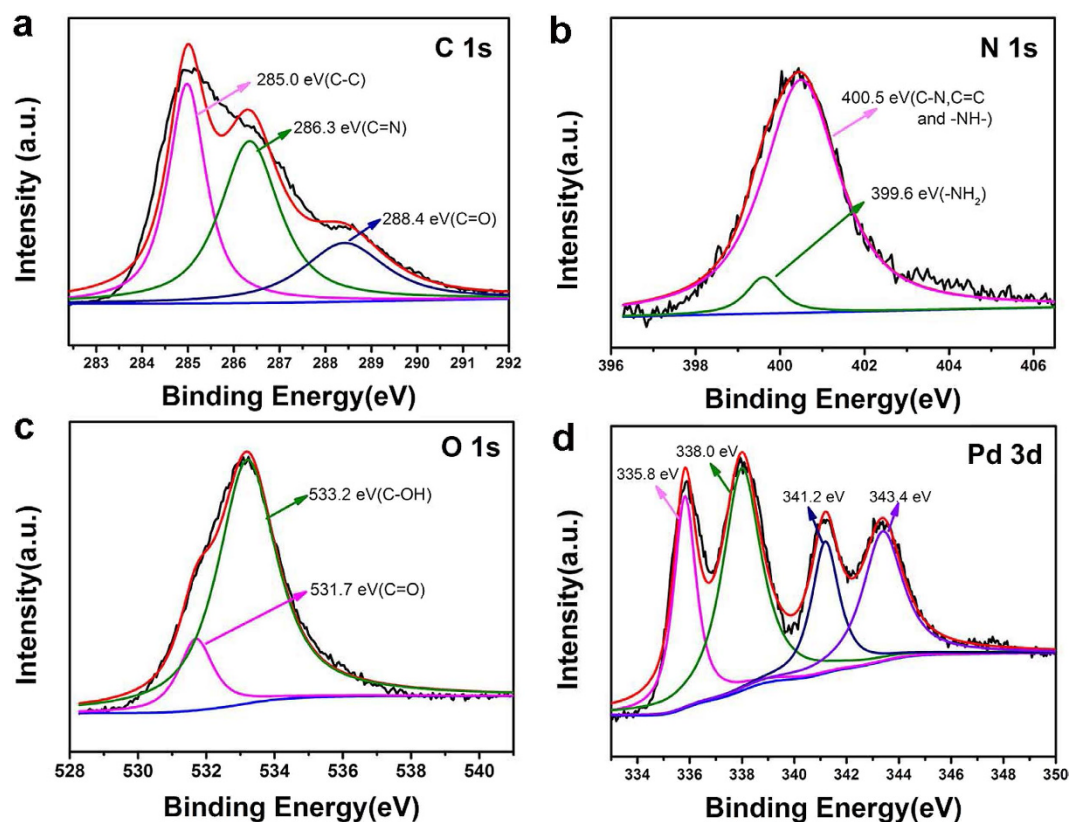 a
C 1s
285.0 eV(C-C)
286.3 eV(C=N)
288.4 eV(C=O)
Intensity (a.u.)
283 284 285 286 287 288 289 290 291 292
Binding Energy(eV)
b
N 1s
400.5 eV(C-N,C=C
and -NH-)
399.6 eV(-NH₂)
Intensity(a.u.)
396 398 400 402 404 406
Binding Energy(eV)
c
O 1s
533.2 eV(C-OH)
531.7 eV(C=O)
Intensity(a.u.)
528 530 532 534 536 538 540
Binding Energy(eV)
d
Pd 3d
338.0 eV
335.8 eV
341.2 eV
343.4 eV
Intensity(a.u.)
334 336 338 340 342 344 346 348 350
Binding Energy(eV)